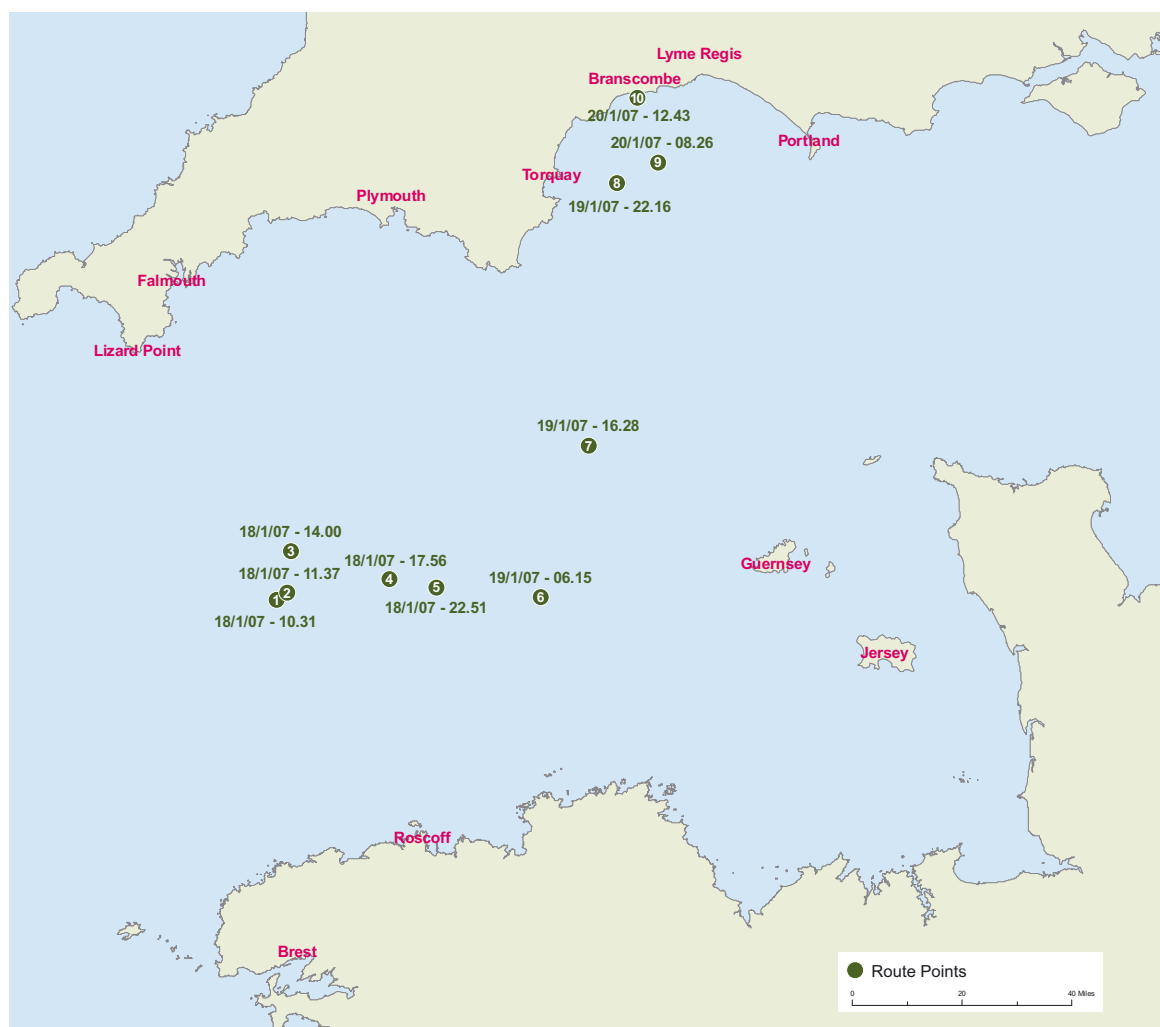 Lyme Regis
Branscombe
10
20/1/07 - 12.43
20/1/07 - 08.26
9
Portland
Torquay
8
19/1/07 - 22.16
Plymouth
Falmouth
Lizard Point
19/1/07 - 16.28
7
18/1/07 - 14.00
3
18/1/07 - 17.56
4
18/1/07 - 11.37
2
1
18/1/07 - 10.31
5
18/1/07 - 22.51
19/1/07 - 06.15
6
Guernsey
Jersey
Roscoff
Brest
Route Points
0 20 40 Miles